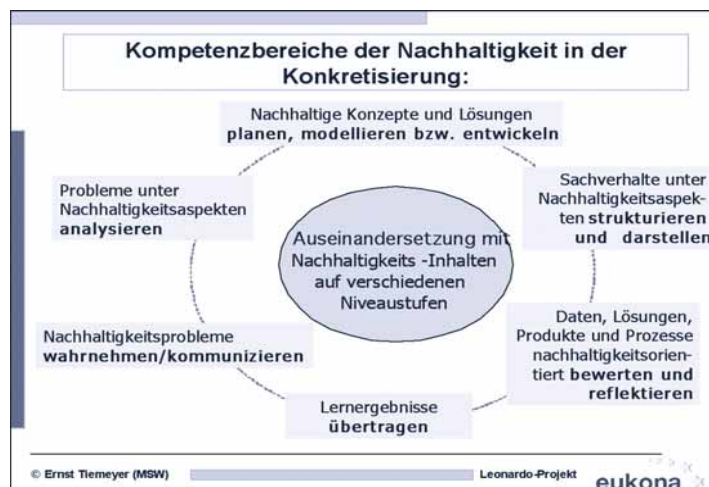 Kompetenzbereiche der Nachhaltigkeit in der
Konkretisierung:
Nachhaltige Konzepte und Lösungen
planen, modellieren bzw. entwickeln
Probleme unter
Nachhaltigkeitsaspekten
analysieren
Sachverhalte unter
Nachhaltigkeitsaspek-
ten strukturieren
und darstellen
Auseinandersetzung mit
Nachhaltigkeits -Inhalten
auf verschiedenen
Niveaustufen
Nachhaltigkeitsprobleme
wahrnehmen/kommunizieren
Daten, Lösungen,
Produkte und Prozesse
nachhaltigkeitsorien-
tiert bewerten und
reflektieren
Lernergebnisse
übertragen
© Ernst Tiemeyer (MSW)
Leonardo-Projekt
eukona